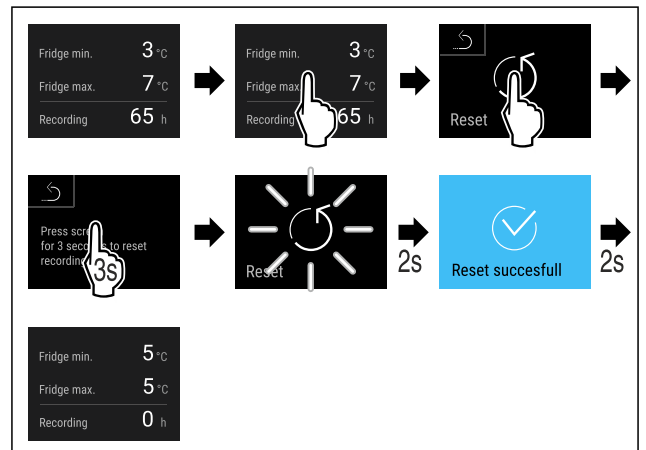 Fridge min. 3 °C
Fridge max. 7 °C
Recording 65 h
Fridge min. 3 °C
Fridge max 7 °C
Recording 65 h
Reset
Press scre
for 3 seco s to reset
recordin
3s
Reset
2s
Reset succesfull
2s
Fridge min. 5 °C
Fridge max. 5 °C
Recording 0 h